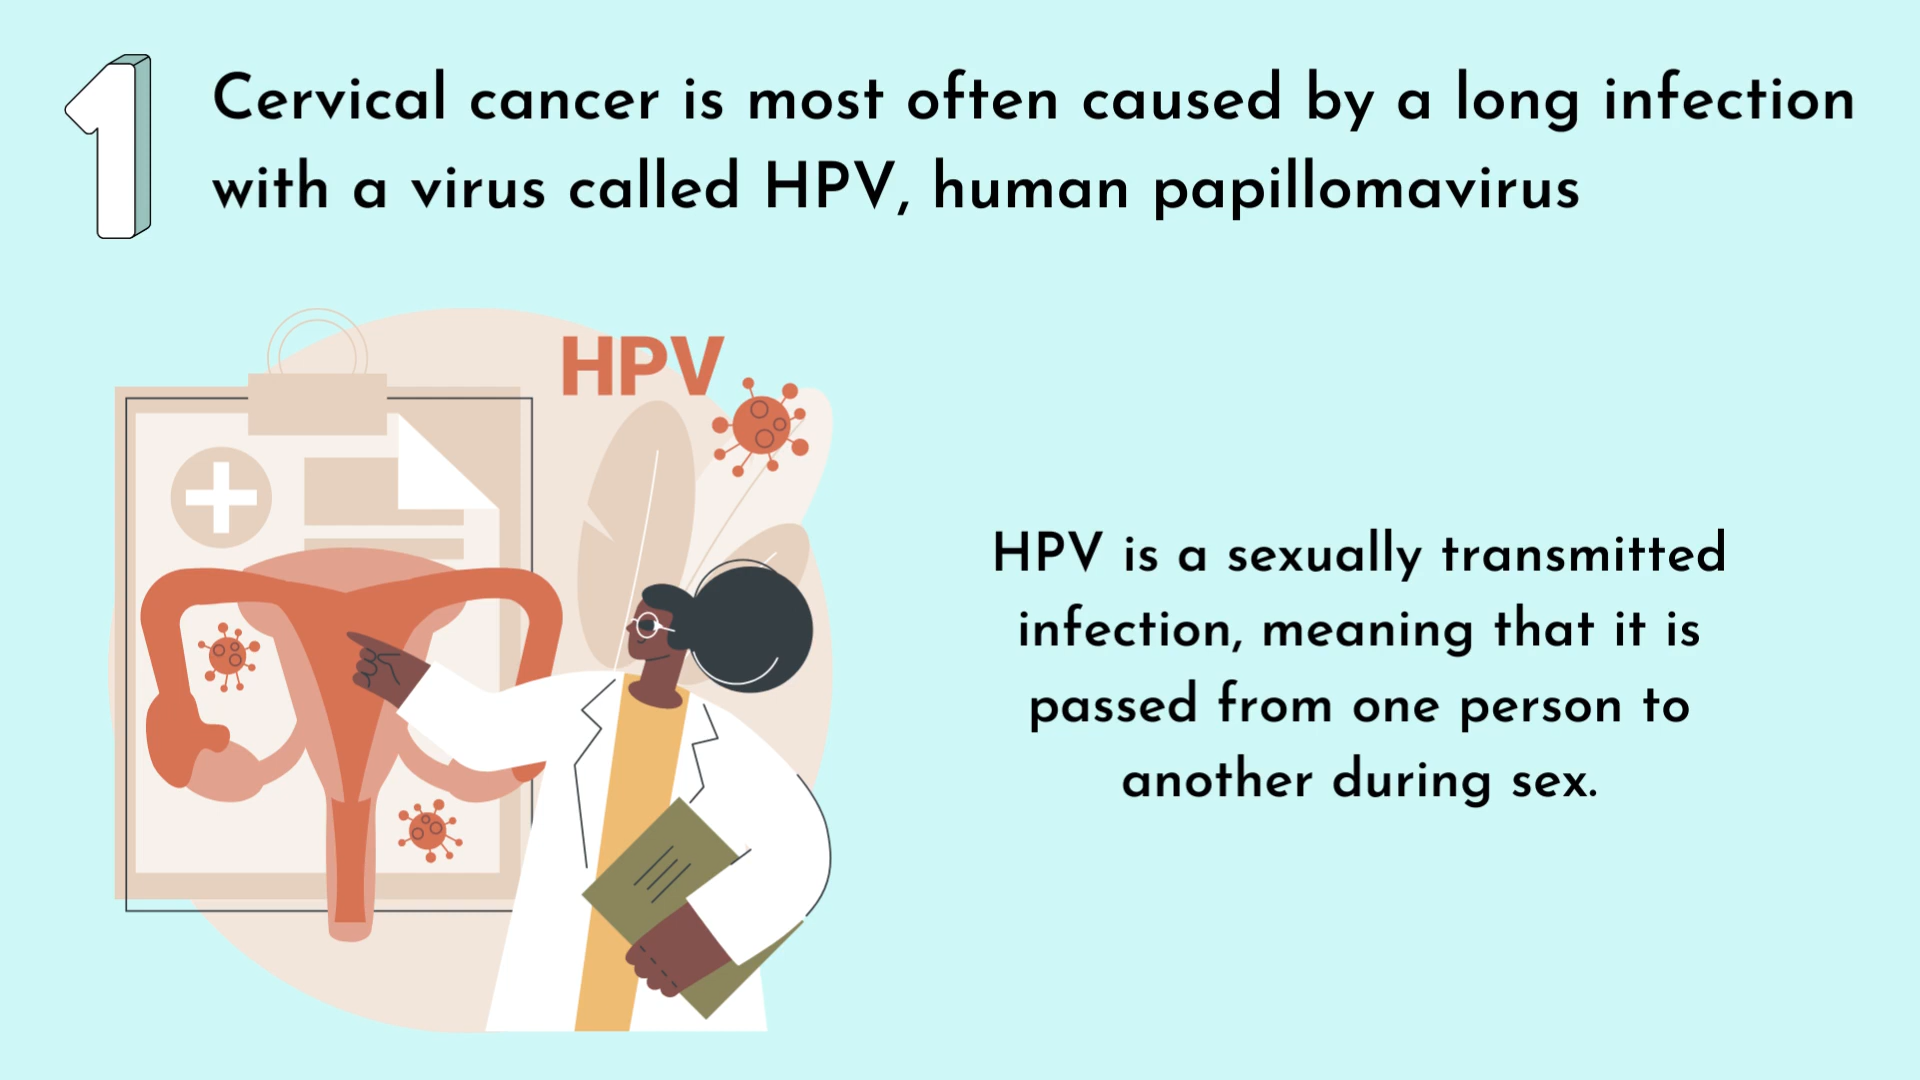 1
Cervical cancer is most often caused by a long infection
with a virus called HPV, human papillomavirus
HPV
HPV is a sexually transmitted
infection, meaning that it is
passed from one person to
another during sex.